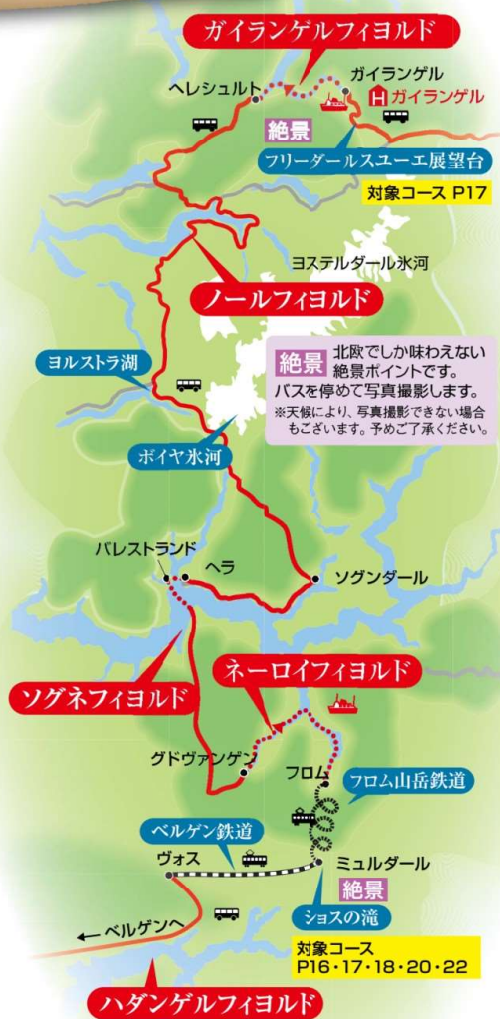 ガイランゲルフィヨルド
ヘレシュルト
ガイランゲル
H ガイランゲル
絶景
フリーダールスユーエ展望台
対象コース P17
ヨステルダール氷河
ノールフィヨルド
絶景 北欧でしか味わえない
絶景ポイントです。
バスを停めて写真撮影します。
※天候により、写真撮影できない場合
もございます。予めご了承ください。
ヨルストラ湖
ボイヤ氷河
バレストランド
ヘラ
ソグンダール
ネーロイフィヨルド
ソグネフィヨルド
グドヴァンゲン
フロム
フロム山岳鉄道
ベルゲン鉄道
ヴォス
ミュルダール
絶景
ショスの滝
←ベルゲンへ
対象コース
P16・17・18・20・22
ハダンゲルフィヨルド